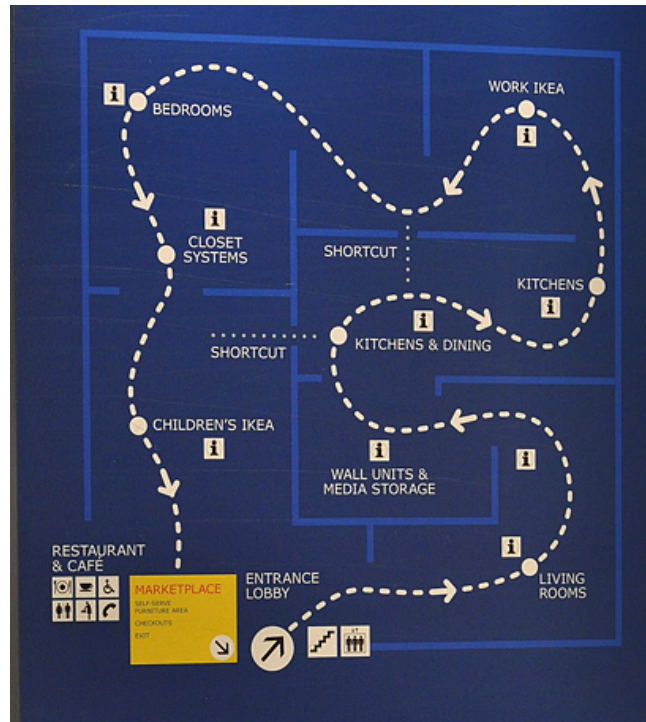 WORK IKEA
BEDROOMS
CLOSET
SYSTEMS
SHORTCUT
KITCHENS
SHORTCUT
KITCHENS & DINING
CHILDREN'S IKEA
WALL UNITS &
MEDIA STORAGE
RESTAURANT
& CAFÉ
MARKETPLACE
SELF-SERVE
FURNITURE AREA
CHECKOUTS
EXIT
ENTRANCE
LOBBY
LIVING
ROOMS